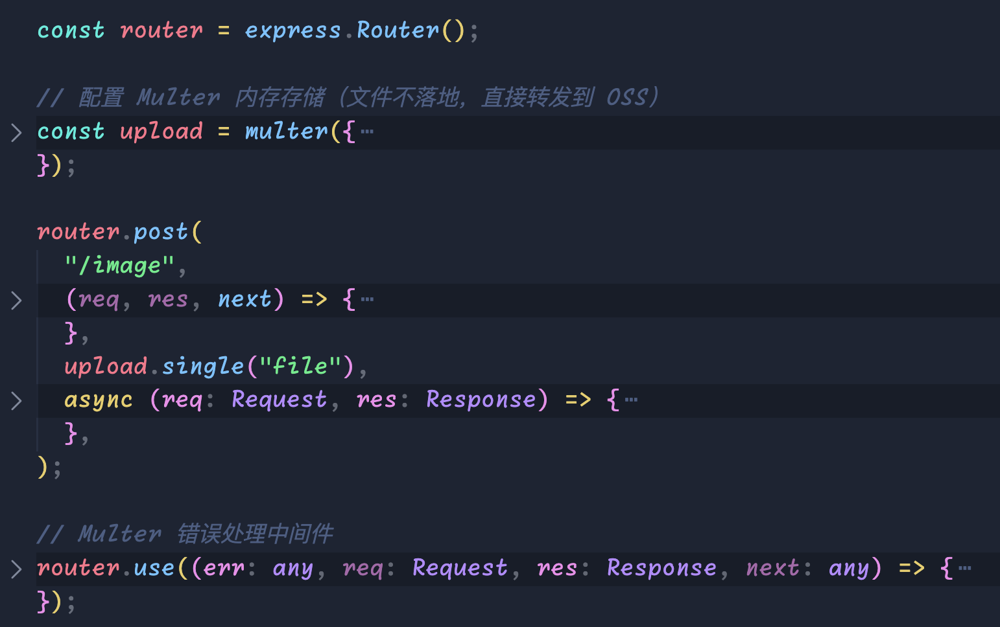 const router = express.Router();
// 配置 Multer 内存存储（文件不落地，直接转发到 OSS）
const upload = multer({ ⋯
});
router.post(
"/image",
(req, res, next) => { ⋯
},
upload.single("file"),
async (req: Request, res: Response) => { ⋯
},
);
// Multer 错误处理中间件
router.use((err: any, req: Request, res: Response, next: any) => { ⋯
});